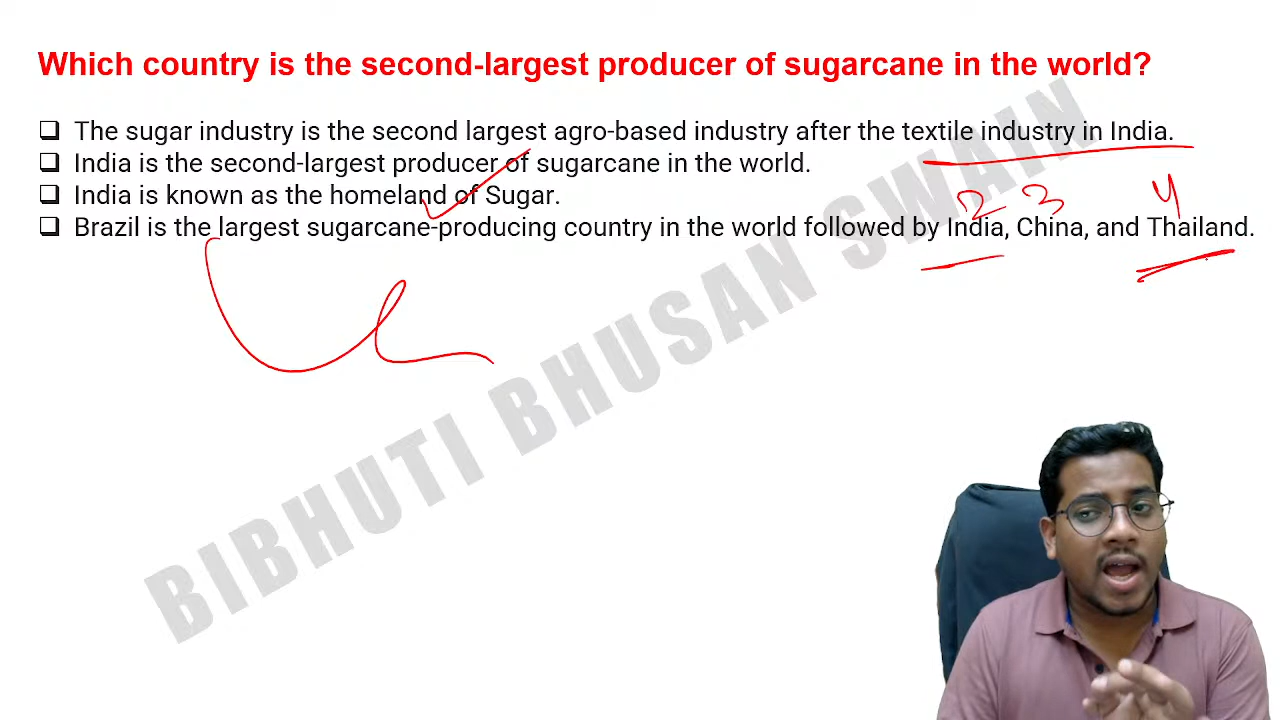 Which country is the second-largest producer of sugarcane in the world?
❑ The sugar industry is the second largest agro-based industry after the textile industry in India.
❑ India is the second-largest producer of sugarcane in the world.
❑ India is known as the homeland of Sugar.
2 3 4
❑ Brazil is the largest sugarcane-producing country in the world followed by India, China, and Thailand.
BIBHUTI BHUSAN SWAIN